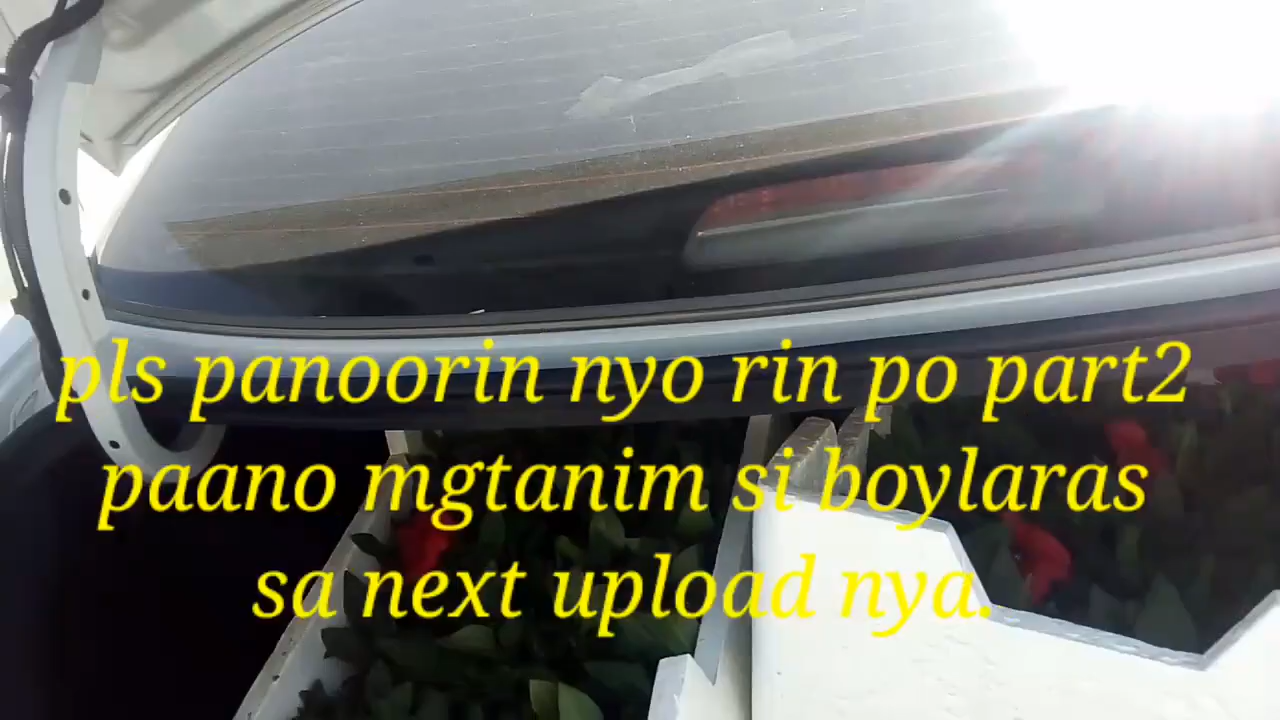 pls panoorin nyo rin po part2
paano mgtanim si boylaras
sa next upload nya.